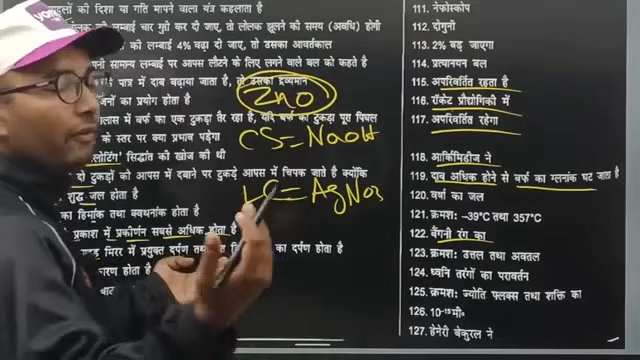 बादलों की दिशा या गति मापने वाला यंत्र कहलाता है
लोलक की लम्बाई चार गुनी कर दी जाए, तो लोलक झूलने की समय (अवधि) होगी
की लम्बाई में 4% बढ़ा दी जाए, तो उसका आवर्तकाल
अपनी सामान्य लम्बाई पर आपस लौटने के लिए लगने वाले बल को कहते है
पात्र में दाब बढ़ाया जाता है, तो उसका द्रव्यमान
का प्रयोग होता है
गिलास में बर्फ का एक टुकड़ा तैर रहा है, यदि बर्फ का टुकड़ा पूरा पिघल
के स्तर पर क्या प्रभाव पड़ेगा
सिद्धांत की खोज की थी
दो टुकड़ों को आपस में दबाने पर टुकड़े आपस में चिपक जाते है क्योंकि
शुद्ध जल होता है
का हिमांक तथा क्वथनांक होता है
प्रकाश में प्रकीर्णन सबसे अधिक होता है
मिरर में प्रयुक्त दर्पण का दर्पण होता है
होता है
ZnO
CS = NaOH
= AgNO3
111. नेफोस्कोप
112. दोगुनी
113. 2% बढ़ जाएगा
114. प्रत्यानयन बल
115. अपरिवर्तित रहता है
116. रॉकेट प्रौद्योगिकी में
117. अपरिवर्तित रहेगा
118. आर्किमिडीज ने
119. दाब अधिक होने से बर्फ का गलनांक घट जाता है
120. वर्षा का जल
121. क्रमशः –39°C तथा 357°C
122. बैंगनी रंग का
123. क्रमशः उत्तल तथा अवतल
124. ध्वनि तरंगों का परावर्तन
125. क्रमशः ज्योति फ्लक्स तथा शक्ति का
126. 10⁻¹⁵ मी॰
127. हेनेरी बेकुरल ने